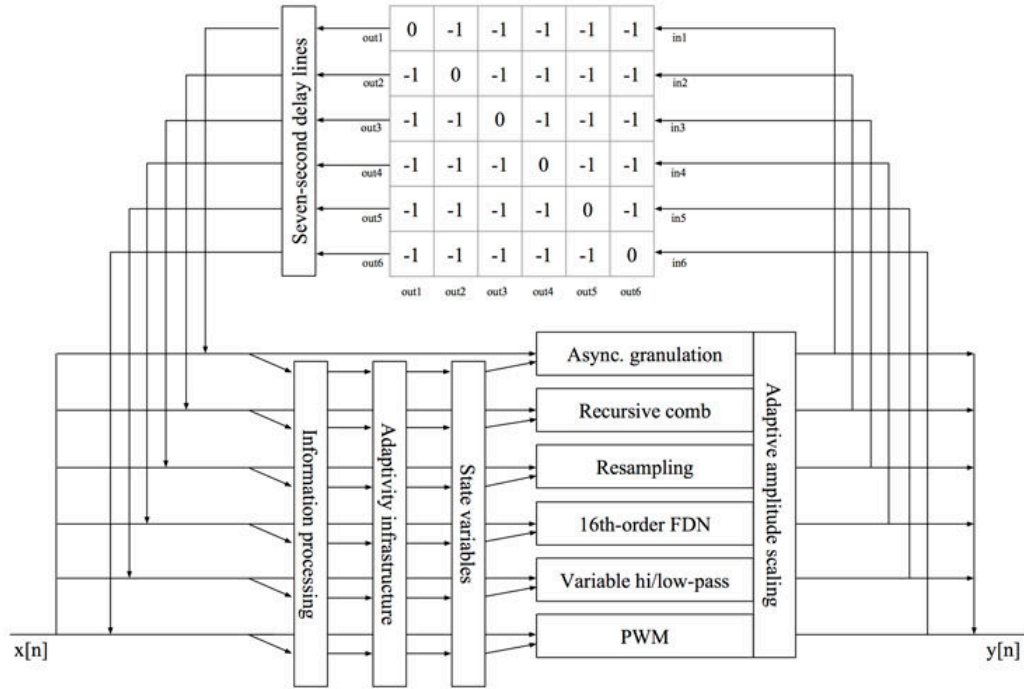 Seven-second delay lines
out1 0 -1 -1 -1 -1 -1 in1
out2 -1 0 -1 -1 -1 -1 in2
out3 -1 -1 0 -1 -1 -1 in3
out4 -1 -1 -1 0 -1 -1 in4
out5 -1 -1 -1 -1 0 -1 in5
out6 -1 -1 -1 -1 -1 0 in6
out1 out2 out3 out4 out5 out6
Information processing
Adaptivity infrastructure
State variables
Async. granulation
Recursive comb
Resampling
16th-order FDN
Variable hi/low-pass
PWM
Adaptive amplitude scaling
x[n]
y[n]